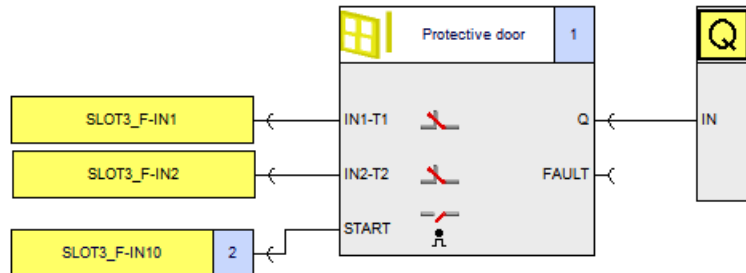 Protective door 1
Q
SLOT3_F-IN1
IN1-T1
Q
IN
SLOT3_F-IN2
IN2-T2
FAULT
START
SLOT3_F-IN10 2